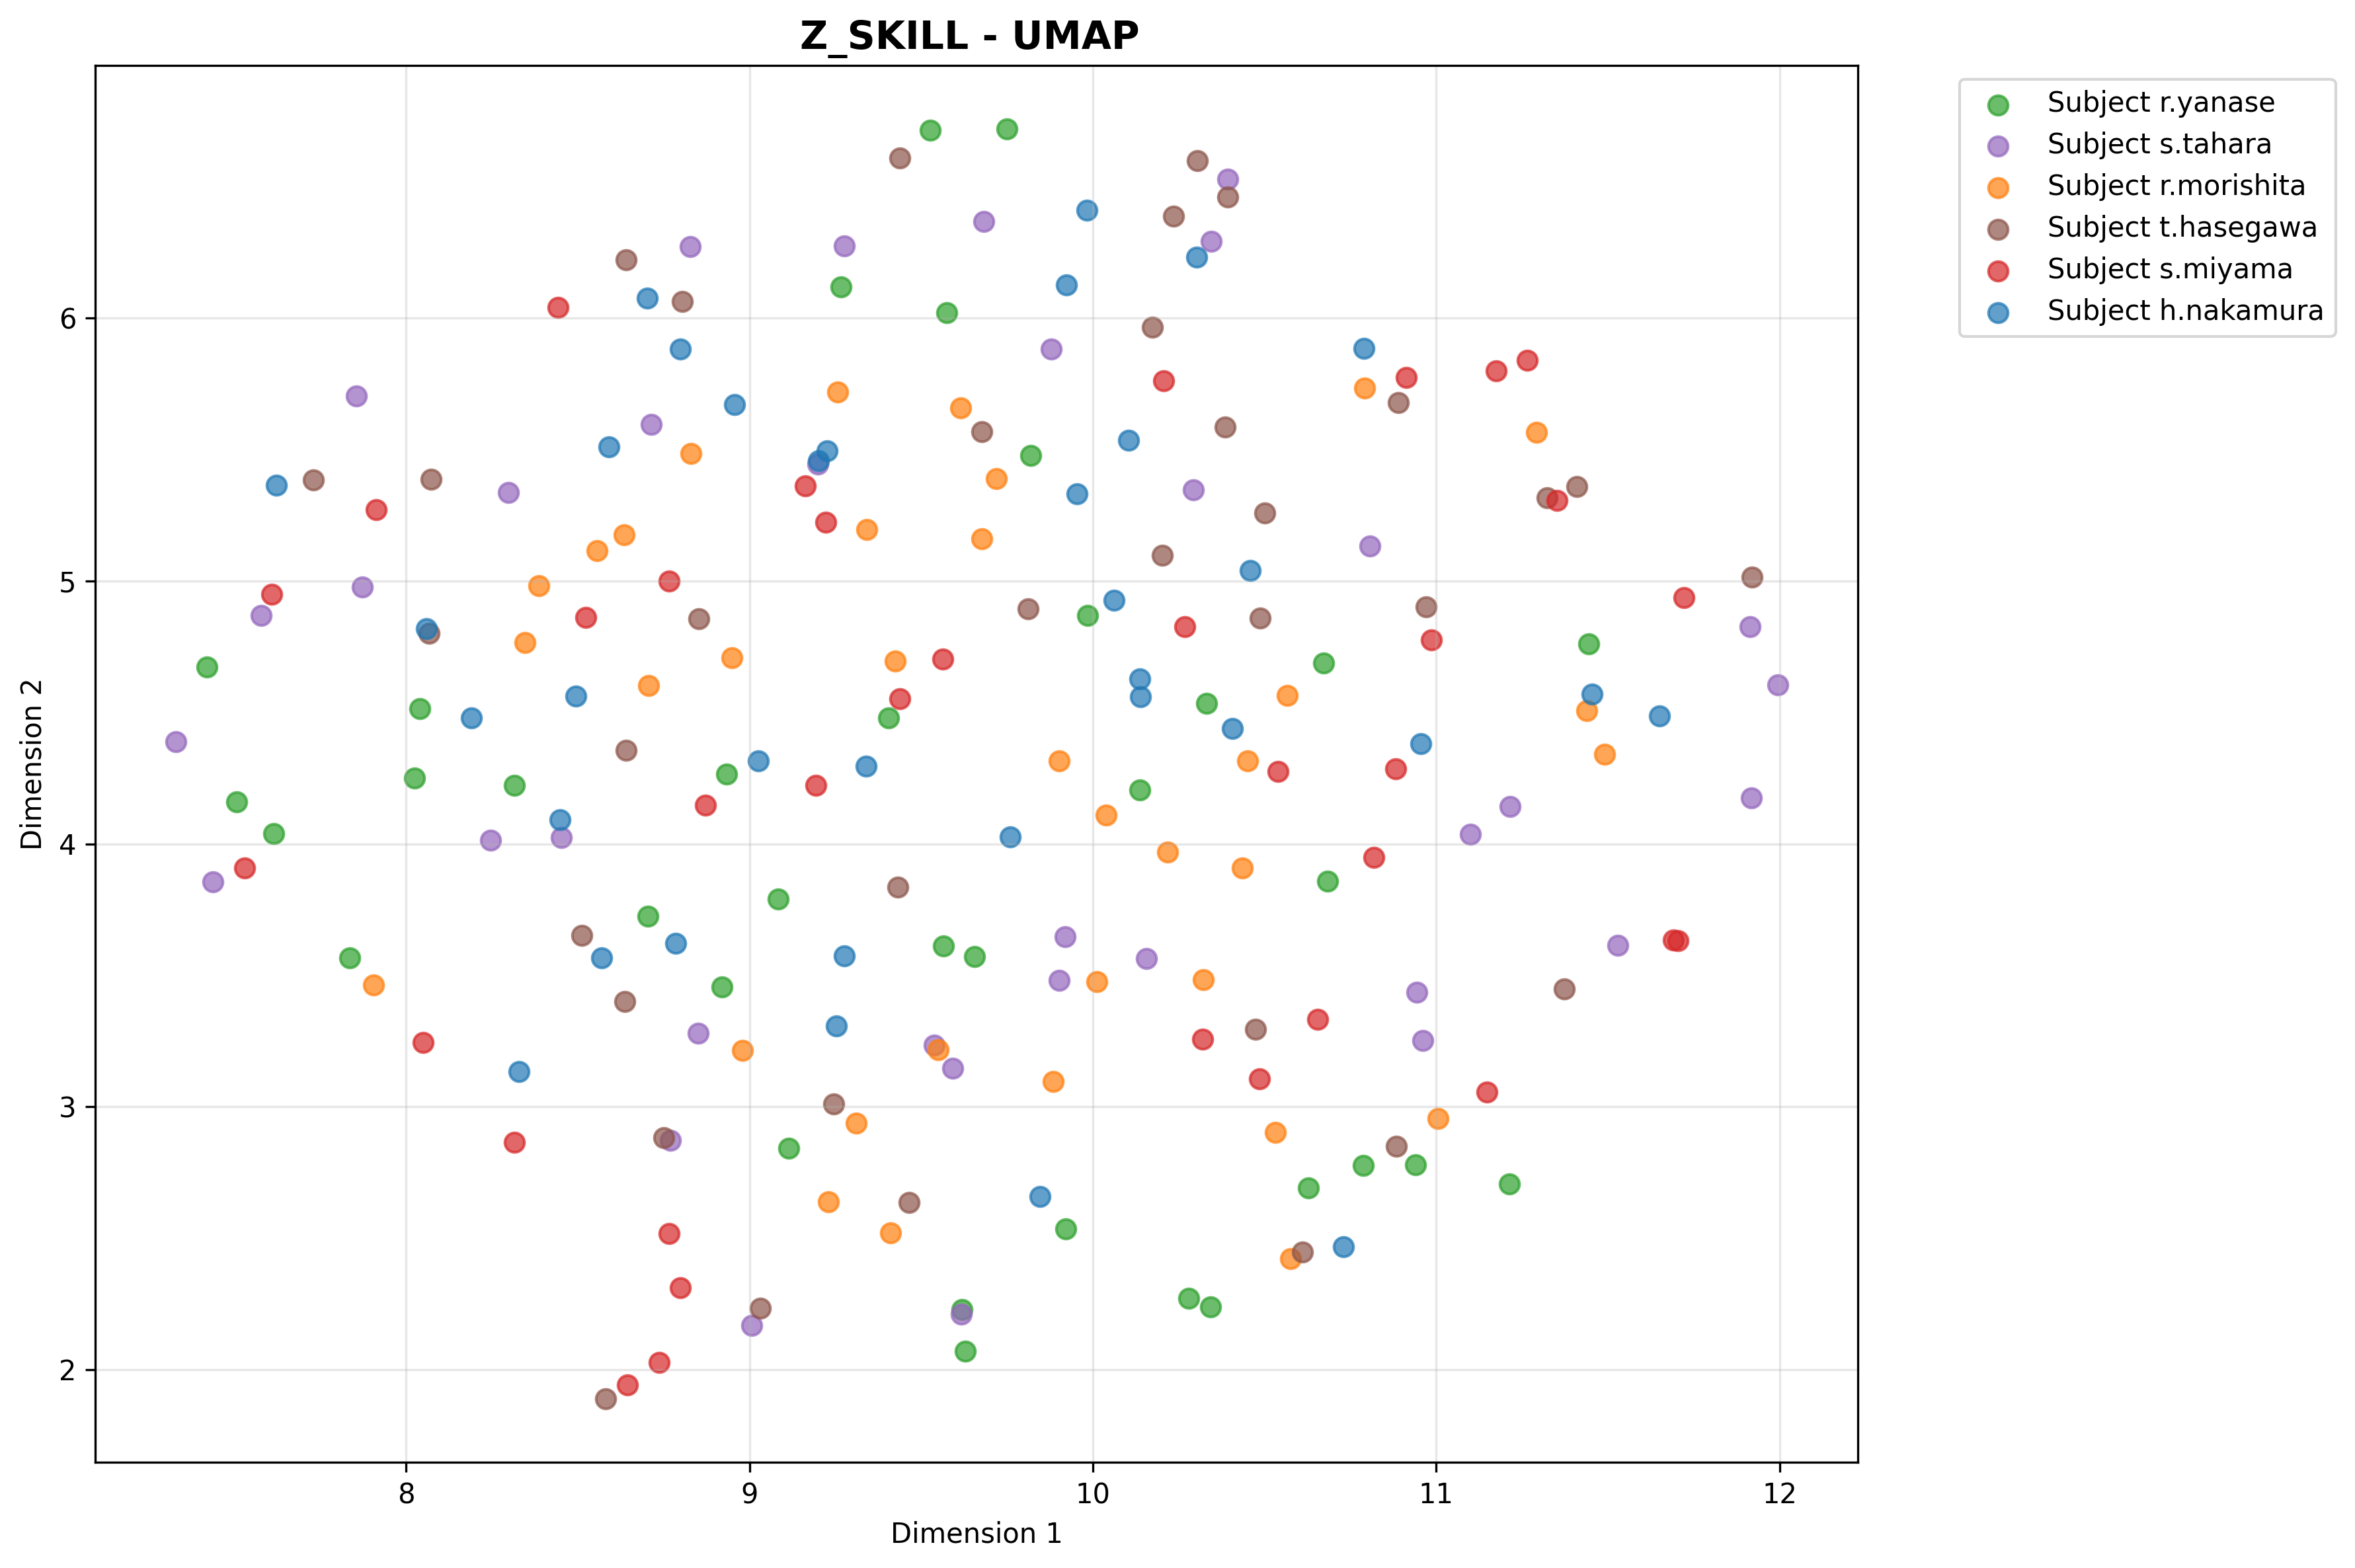 Z_SKILL - UMAP
Subject r.yanase
Subject s.tahara
Subject r.morishita
Subject t.hasegawa
Subject s.miyama
Subject h.nakamura
Dimension 2
6
5
4
3
2
8 9 10 11 12
Dimension 1